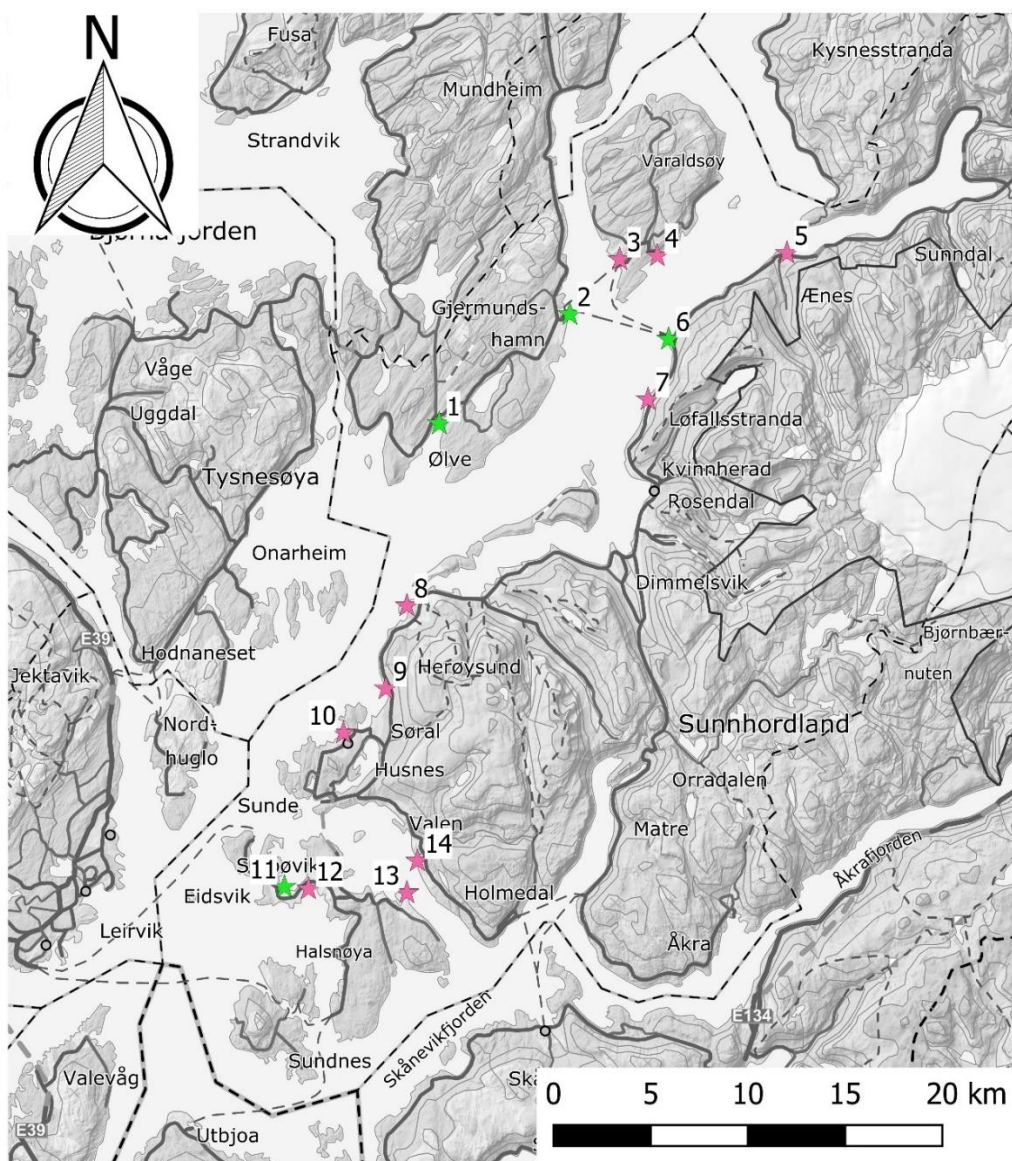 N
Fusa
Kysnesstranda
Mundheim
Strandvik
Varaldsøy
3
4
5
Sunndal
Gjermunds-
hamn
2
Ænes
6
Våge
7
Uggdal
1
Løfallsstranda
Ølve
Tysnesøya
Kvinnherad
Rosendal
Onarheim
Dimmelsvik
8
E39
Bjørnbær-
nuten
Hodnaneset
Herøysund
Jektavik
9
10
Nord-
huglo
Søral
Sunnhordland
Husnes
Orradalen
Sunde
Valen
Matre
14
Åkrafjorden
11
12
13
Eidsvik
Holmedal
Leirvik
Halsnøya
Åkra
E134
Skånevikfjorden
Sundnes
Valevåg
0 5 10 15 20 km
E39
Utbjoa